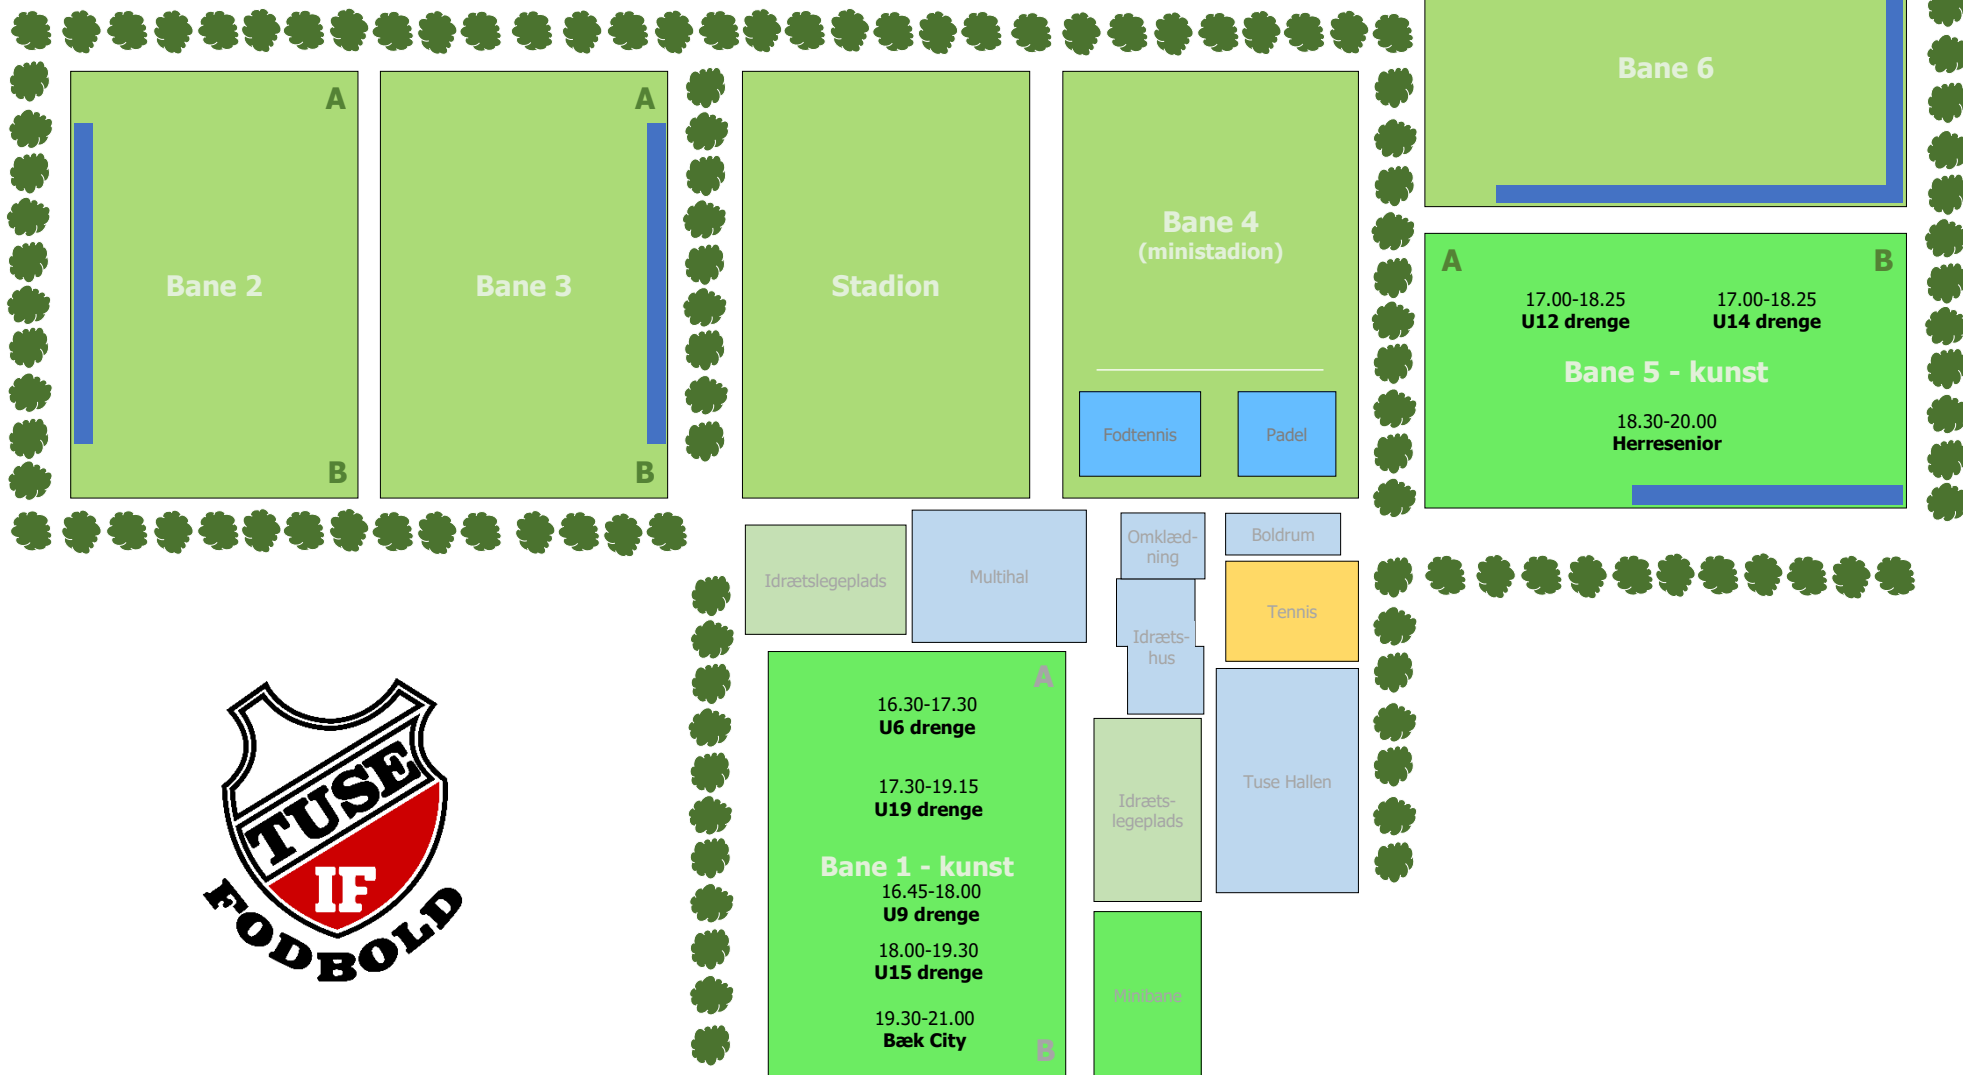 A
Bane 2
B
A
Bane 3
B
Stadion
Bane 4
(ministadion)
Fodtennis
Padel
Bane 6
A
B
17.00-18.25
U12 drenge
17.00-18.25
U14 drenge
Bane 5 - kunst
18.30-20.00
Herresenior
Idrætslegeplads
Multihal
Omklæd-
ning
Boldrum
Tennis
Idræts-
hus
Tuse Hallen
Idræts-
legeplads
Minibane
A
16.30-17.30
U6 drenge
17.30-19.15
U19 drenge
Bane 1 - kunst
16.45-18.00
U9 drenge
18.00-19.30
U15 drenge
19.30-21.00
Bæk City
B
TUSE
IF
FODBOLD